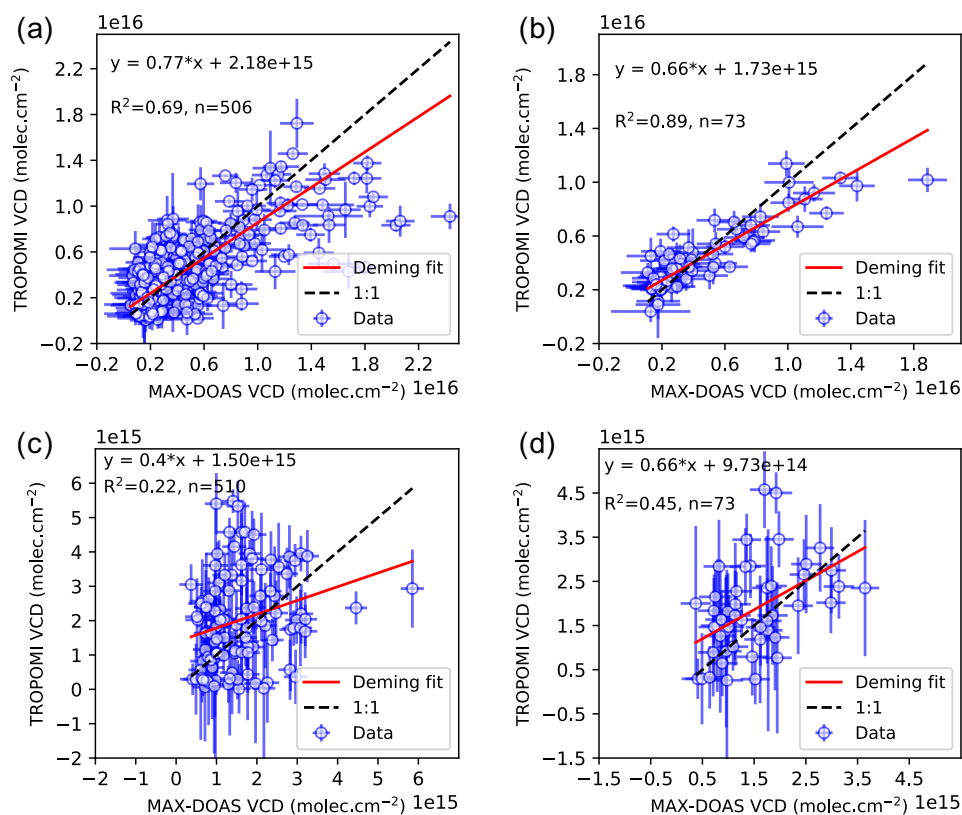 (a)
1e16
y = 0.77*x + 2.18e+15
R²=0.69, n=506
TROPOMI VCD (molec.cm⁻²)
2.2
1.8
1.4
1.0
0.6
0.2
−0.2
Deming fit
1:1
Data
−0.2 0.2 0.6 1.0 1.4 1.8 2.2
MAX-DOAS VCD (molec.cm⁻²) 1e16
(b)
1e16
y = 0.66*x + 1.73e+15
R²=0.89, n=73
TROPOMI VCD (molec.cm⁻²)
1.8
1.4
1.0
0.6
0.2
−0.2
Deming fit
1:1
Data
−0.2 0.2 0.6 1.0 1.4 1.8
MAX-DOAS VCD (molec.cm⁻²) 1e16
(c)
1e15
y = 0.4*x + 1.50e+15
R²=0.22, n=510
TROPOMI VCD (molec.cm⁻²)
6
5
4
3
2
1
0
−1
−2
Deming fit
1:1
Data
−2 −1 0 1 2 3 4 5 6
MAX-DOAS VCD (molec.cm⁻²) 1e15
(d)
1e15
y = 0.66*x + 9.73e+14
R²=0.45, n=73
TROPOMI VCD (molec.cm⁻²)
4.5
3.5
2.5
1.5
0.5
−0.5
−1.5
Deming fit
1:1
Data
−1.5 −0.5 0.5 1.5 2.5 3.5 4.5
MAX-DOAS VCD (molec.cm⁻²) 1e15